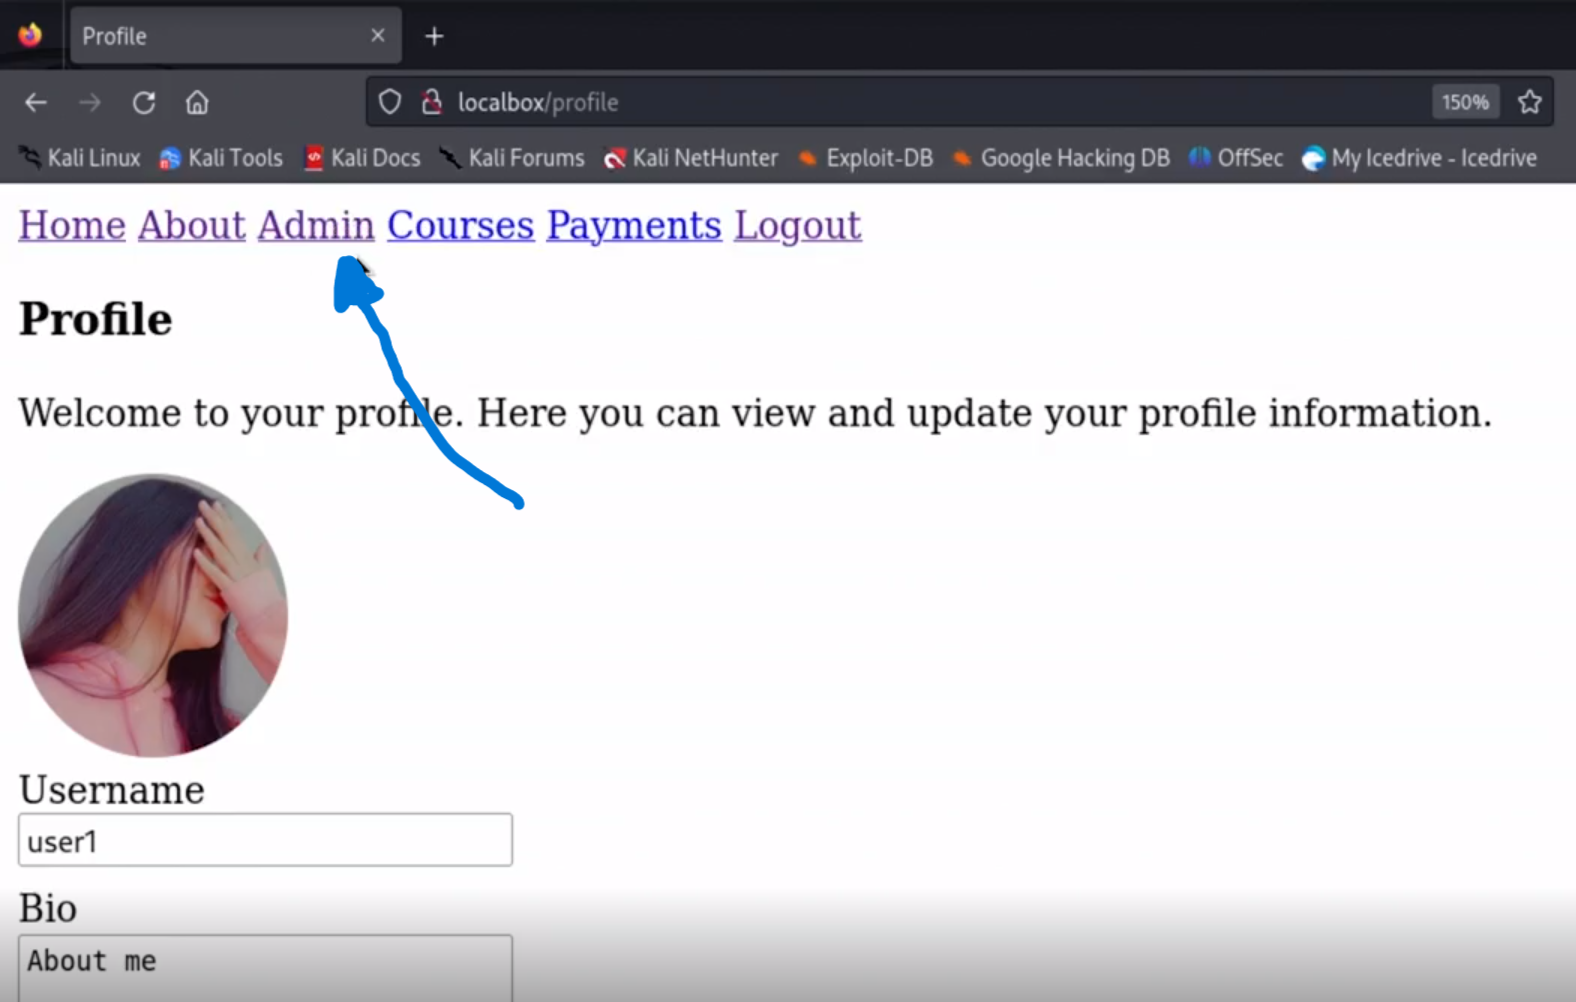 Profile
localbox/profile 150%
Kali Linux Kali Tools Kali Docs Kali Forums Kali NetHunter Exploit-DB Google Hacking DB OffSec My Icedrive - Icedrive
Home About Admin Courses Payments Logout
Profile
Welcome to your profile. Here you can view and update your profile information.
Username
user1
Bio
About me